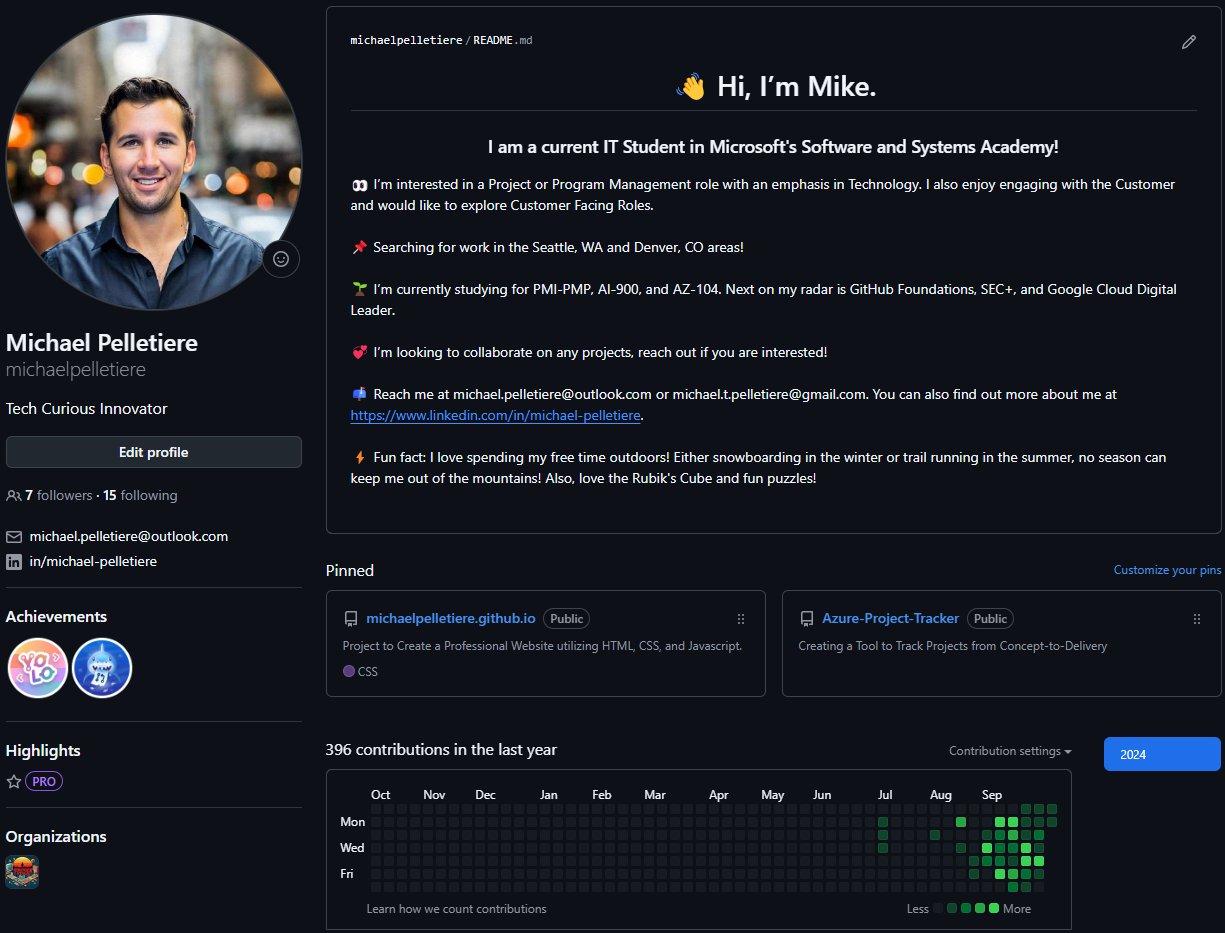 michaelpelletiere / README.md
👋 Hi, I’m Mike.
I am a current IT Student in Microsoft's Software and Systems Academy!
👀 I’m interested in a Project or Program Management role with an emphasis in Technology. I also enjoy engaging with the Customer
and would like to explore Customer Facing Roles.
📌 Searching for work in the Seattle, WA and Denver, CO areas!
🌱 I’m currently studying for PMI-PMP, AI-900, and AZ-104. Next on my radar is GitHub Foundations, SEC+, and Google Cloud Digital
Leader.
💞️ I’m looking to collaborate on any projects, reach out if you are interested!
📫 Reach me at michael.pelletiere@outlook.com or michael.t.pelletiere@gmail.com. You can also find out more about me at
https://www.linkedin.com/in/michael-pelletiere.
⚡ Fun fact: I love spending my free time outdoors! Either snowboarding in the winter or trail running in the summer, no season can
keep me out of the mountains! Also, love the Rubik's Cube and fun puzzles!
Michael Pelletiere
michaelpelletiere
Tech Curious Innovator
Edit profile
7 followers · 15 following
michael.pelletiere@outlook.com
in/michael-pelletiere
Achievements
YOLO
Highlights
PRO
Organizations
Pinned
Customize your pins
michaelpelletiere.github.io Public
Project to Create a Professional Website utilizing HTML, CSS, and Javascript.
CSS
Azure-Project-Tracker Public
Creating a Tool to Track Projects from Concept-to-Delivery
396 contributions in the last year
Contribution settings
2024
Oct Nov Dec Jan Feb Mar Apr May Jun Jul Aug Sep
Mon
Wed
Fri
Learn how we count contributions
Less More